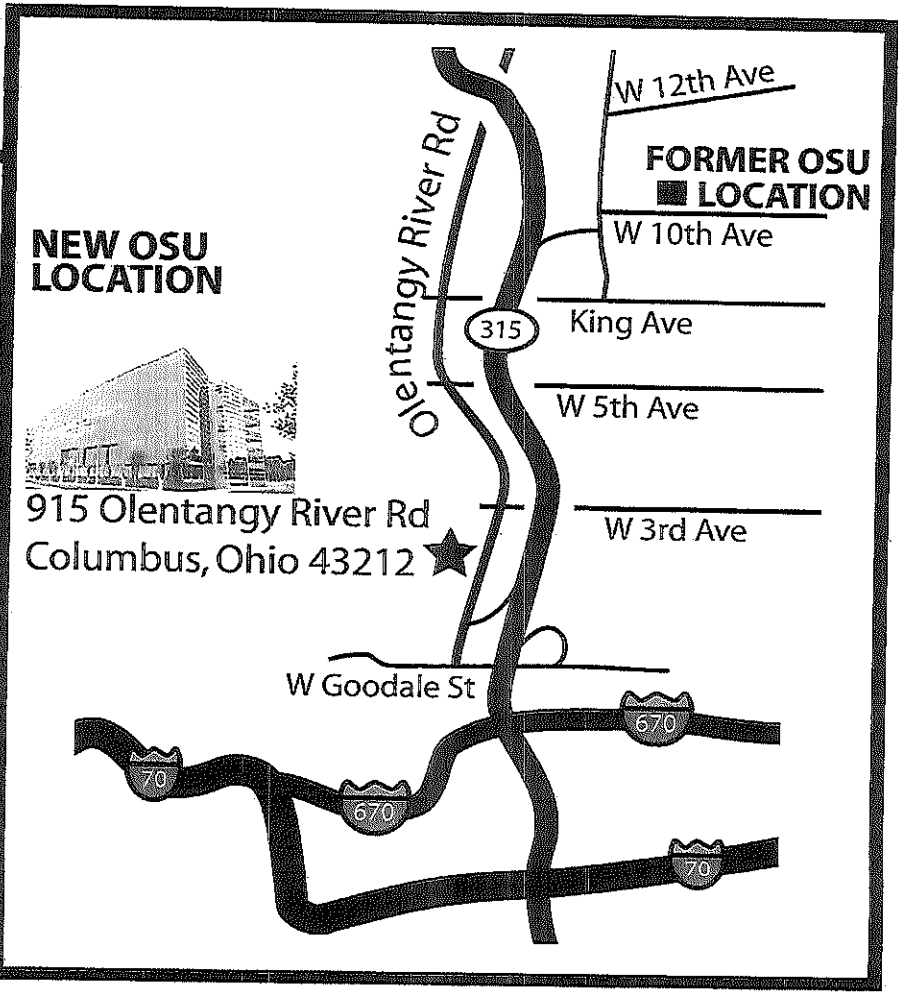 W 12th Ave
FORMER OSU
LOCATION
W 10th Ave
Olentangy River Rd
NEW OSU
LOCATION
315
King Ave
W 5th Ave
915 Olentangy River Rd
Columbus, Ohio 43212
W 3rd Ave
W Goodale St
670
70
670
70